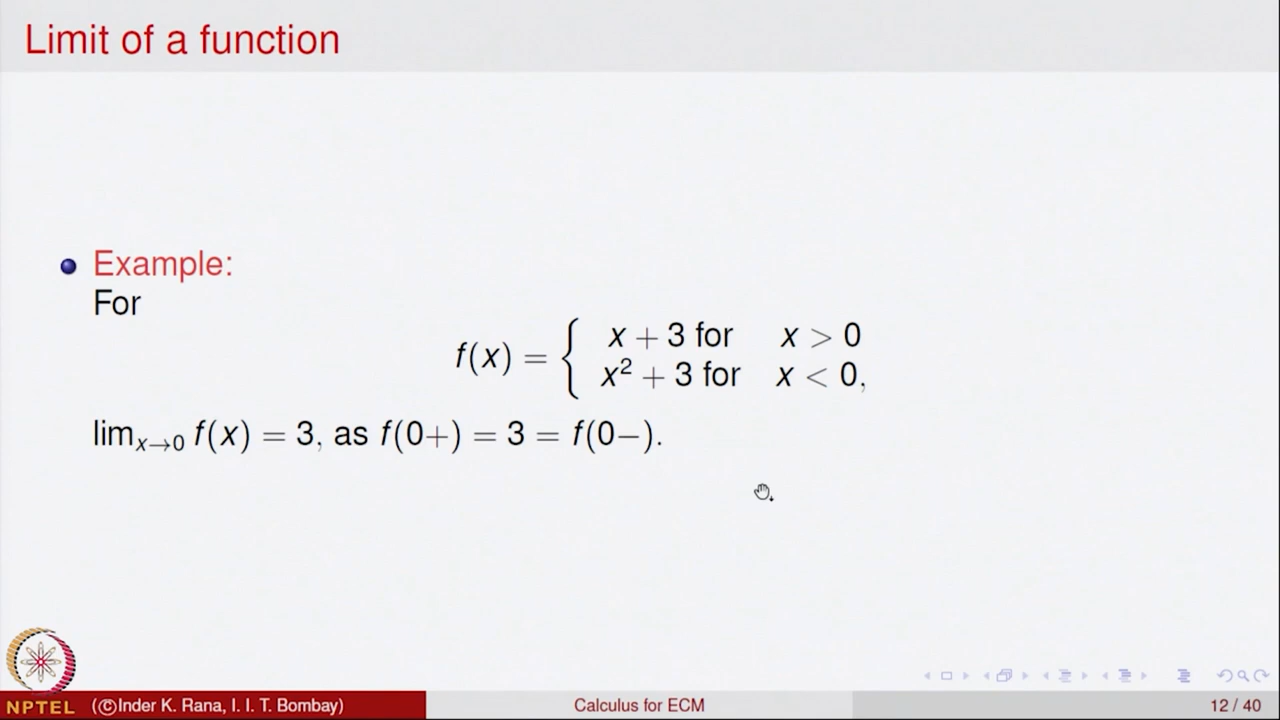 Limit of a function
Example:
For
f(x) = { x + 3 for x > 0
x² + 3 for x < 0,
lim_{x→0} f(x) = 3, as f(0+) = 3 = f(0−).
NPTEL
(©Inder K. Rana, I. I. T. Bombay)
Calculus for ECM
12 / 40